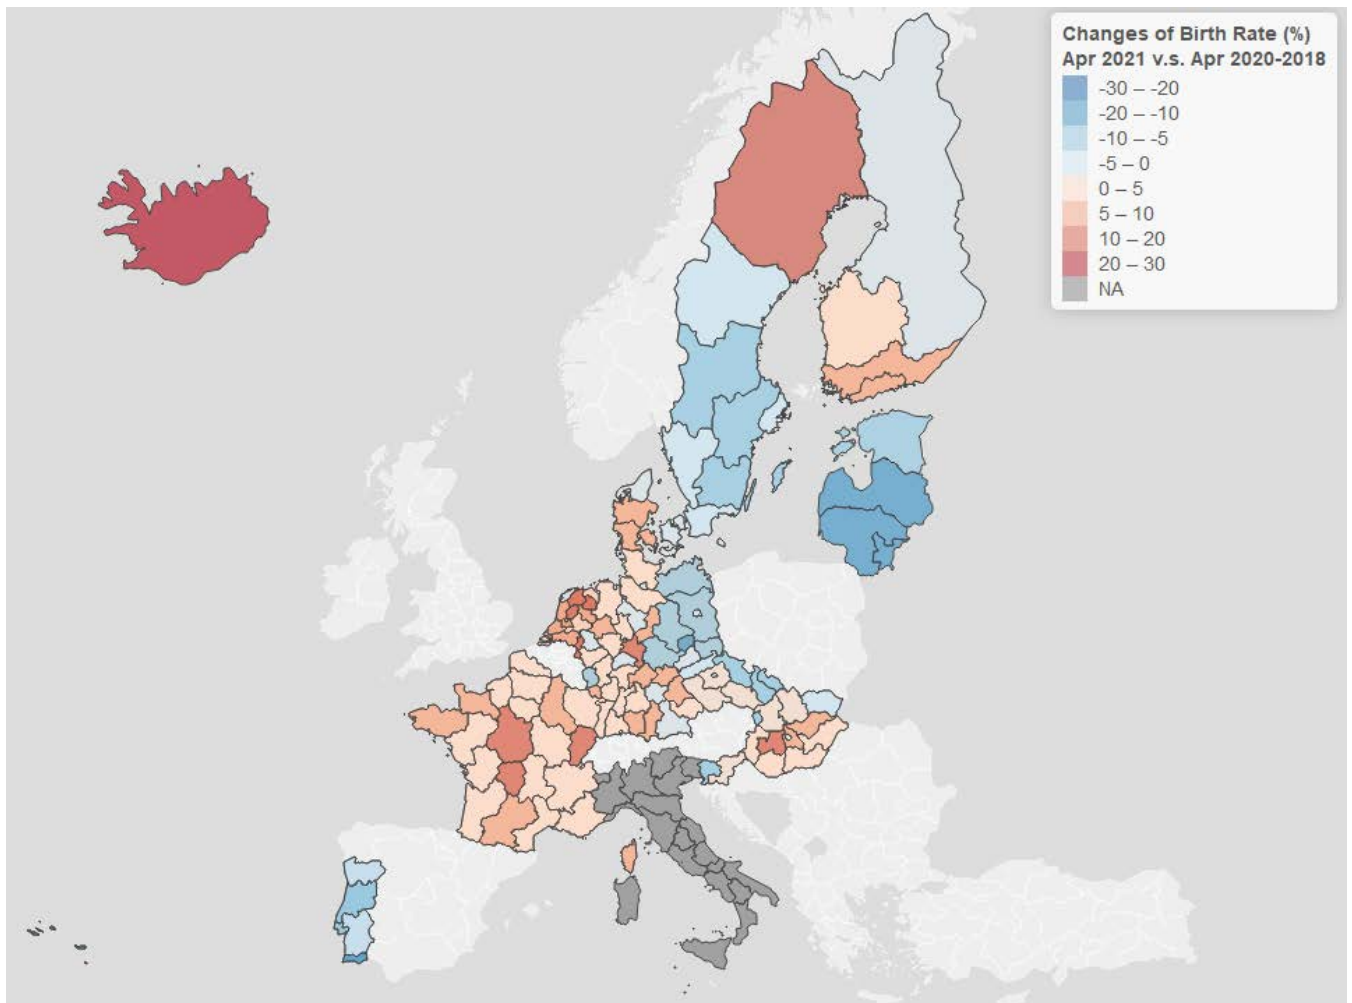 Changes of Birth Rate (%)
Apr 2021 v.s. Apr 2020-2018
-30 – -20
-20 – -10
-10 – -5
-5 – 0
0 – 5
5 – 10
10 – 20
20 – 30
NA